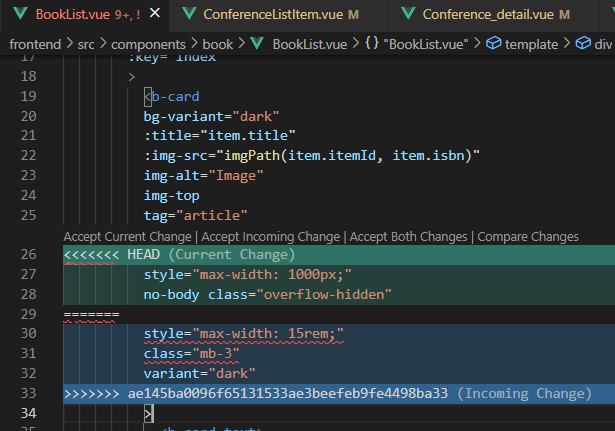 BookList.vue 9+, ! × ConferenceListItem.vue M Conference_detail.vue M
frontend > src > components > book > BookList.vue > {} "BookList.vue" > template > div
17 :key="index"
18 >
19 <b-card
20 bg-variant="dark"
21 :title="item.title"
22 :img-src="imgPath(item.itemId, item.isbn)"
23 img-alt="Image"
24 img-top
25 tag="article"
Accept Current Change | Accept Incoming Change | Accept Both Changes | Compare Changes
26 <<<<<<< HEAD (Current Change)
27 style="max-width: 1000px;"
28 no-body class="overflow-hidden"
29 =======
30 style="max-width: 15rem;"
31 class="mb-3"
32 variant="dark"
33 >>>>>>> ae145ba0096f65131533ae3beefeb9fe4498ba33 (Incoming Change)
34 >
35 <b-card-text>